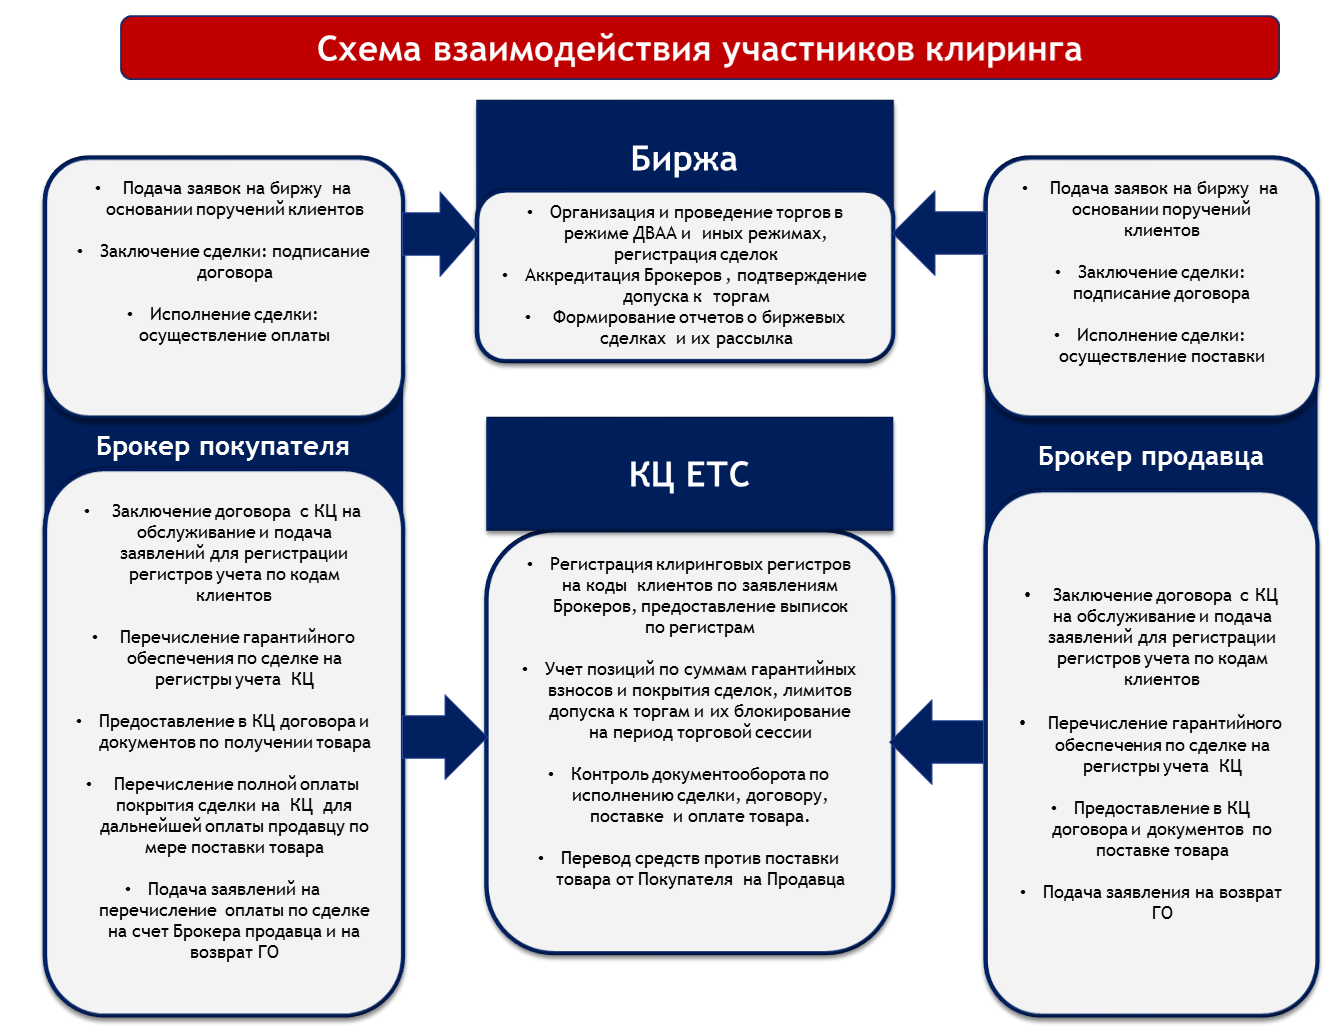 Схема взаимодействия участников клиринга
• Подача заявок на биржу на
основании поручений клиентов
• Заключение сделки: подписание
договора
• Исполнение сделки:
осуществление оплаты
Брокер покупателя
• Заключение договора с КЦ на
обслуживание и подача
заявлений для регистрации
регистров учета по кодам
клиентов
• Перечисление гарантийного
обеспечения по сделке на
регистры учета КЦ
• Предоставление в КЦ договора и
документов по получении товара
• Перечисление полной оплаты
покрытия сделки на КЦ для
дальнейшей оплаты продавцу по
мере поставки товара
• Подача заявлений на
перечисление оплаты по сделке
на счет Брокера продавца и на
возврат ГО
Биржа
• Организация и проведение торгов в
режиме ДВАА и иных режимах,
регистрация сделок
• Аккредитация Брокеров , подтверждение
допуска к торгам
• Формирование отчетов о биржевых
сделках и их рассылка
КЦ ЕТС
• Регистрация клиринговых регистров
на коды клиентов по заявлениям
Брокеров, предоставление выписок
по регистрам
• Учет позиций по суммам гарантийных
взносов и покрытия сделок, лимитов
допуска к торгам и их блокирование
на период торговой сессии
• Контроль документооборота по
исполнению сделки, договору,
поставке и оплате товара.
• Перевод средств против поставки
товара от Покупателя на Продавца
• Подача заявок на биржу на
основании поручений
клиентов
• Заключение сделки:
подписание договора
• Исполнение сделки:
осуществление поставки
Брокер продавца
• Заключение договора с КЦ
на обслуживание и подача
заявлений для регистрации
регистров учета по кодам
клиентов
• Перечисление гарантийного
обеспечения по сделке на
регистры учета КЦ
• Предоставление в КЦ
договора и документов по
поставке товара
• Подача заявления на возврат
ГО